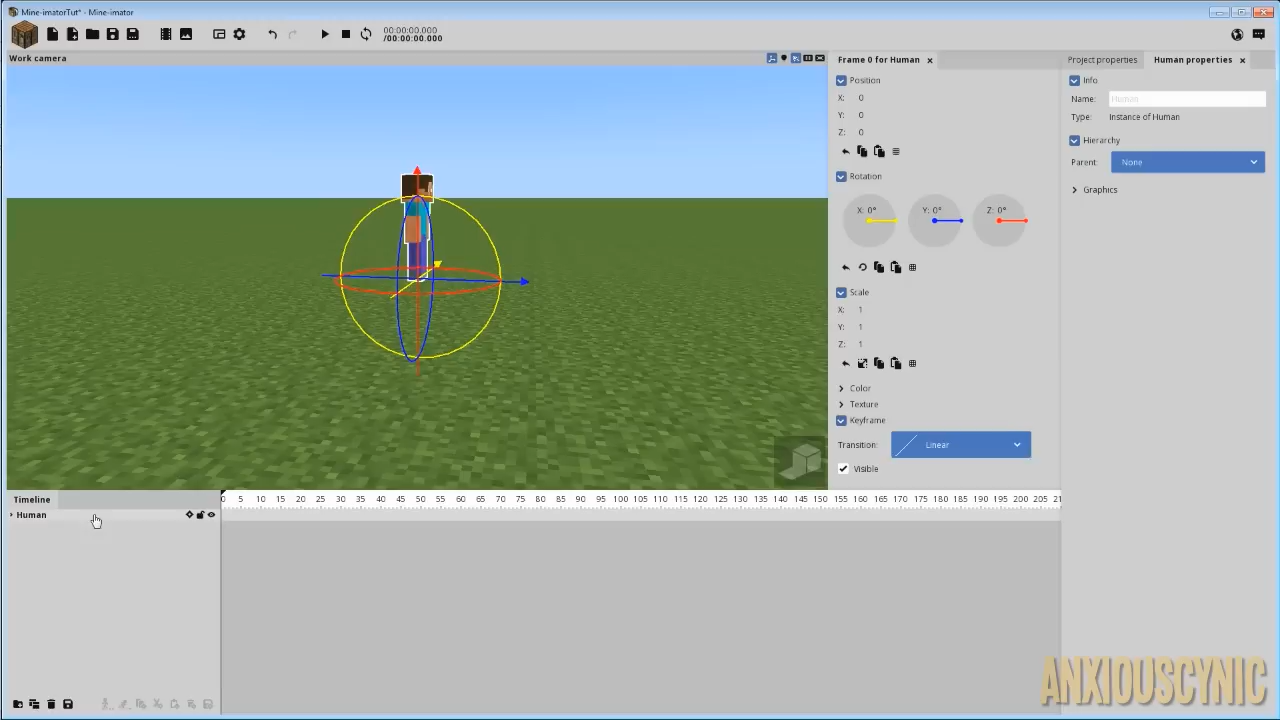 Mine-imatorTut* - Mine-imator
00:00:00.000
/00:00:00.000
Work camera
Frame 0 for Human
Position
X: 0
Y: 0
Z: 0
Rotation
X: 0° Y: 0° Z: 0°
Scale
X: 1
Y: 1
Z: 1
Color
Texture
Keyframe
Transition: Linear
Visible
Project properties Human properties
Info
Name: Human
Type: Instance of Human
Hierarchy
Parent: None
Graphics
Timeline
Human
0 5 10 15 20 25 30 35 40 45 50 55 60 65 70 75 80 85 90 95 100 105 110 115 120 125 130 135 140 145 150 155 160 165 170 175 180 185 190 195 200 205 21
ANXIOUSCYNIC